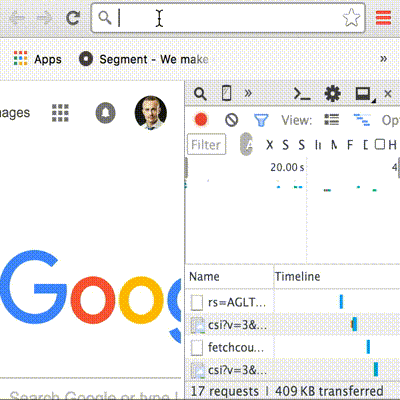 Apps
Segment - We make
»
ages
»
View:
Opt
Filter
A
X
S
S
F
H
20.00 s
4
Goog
Name
Timeline
rs=AGLT...
csi?v=3&...
fetchcou...
csi?v=3&...
Search Google or type
17 requests | 409 KB transferred